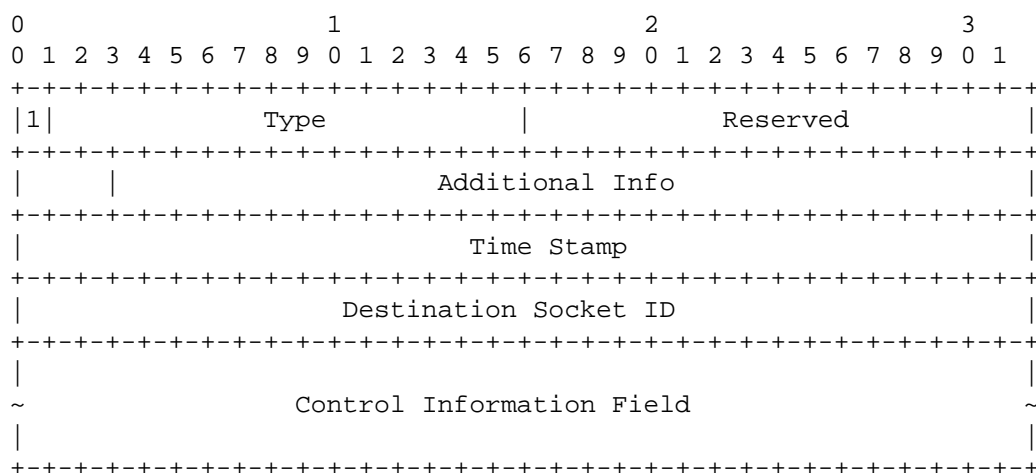 0                   1                   2                   3
0 1 2 3 4 5 6 7 8 9 0 1 2 3 4 5 6 7 8 9 0 1 2 3 4 5 6 7 8 9 0 1
+-+-+-+-+-+-+-+-+-+-+-+-+-+-+-+-+-+-+-+-+-+-+-+-+-+-+-+-+-+-+-+-+
|1|             Type            |            Reserved           |
+-+-+-+-+-+-+-+-+-+-+-+-+-+-+-+-+-+-+-+-+-+-+-+-+-+-+-+-+-+-+-+-+
|     |                    Additional Info                      |
+-+-+-+-+-+-+-+-+-+-+-+-+-+-+-+-+-+-+-+-+-+-+-+-+-+-+-+-+-+-+-+-+
|                            Time Stamp                         |
+-+-+-+-+-+-+-+-+-+-+-+-+-+-+-+-+-+-+-+-+-+-+-+-+-+-+-+-+-+-+-+-+
|                    Destination Socket ID                      |
+-+-+-+-+-+-+-+-+-+-+-+-+-+-+-+-+-+-+-+-+-+-+-+-+-+-+-+-+-+-+-+-+
|                                                               |
~                 Control Information Field                     ~
|                                                               |
+-+-+-+-+-+-+-+-+-+-+-+-+-+-+-+-+-+-+-+-+-+-+-+-+-+-+-+-+-+-+-+-+